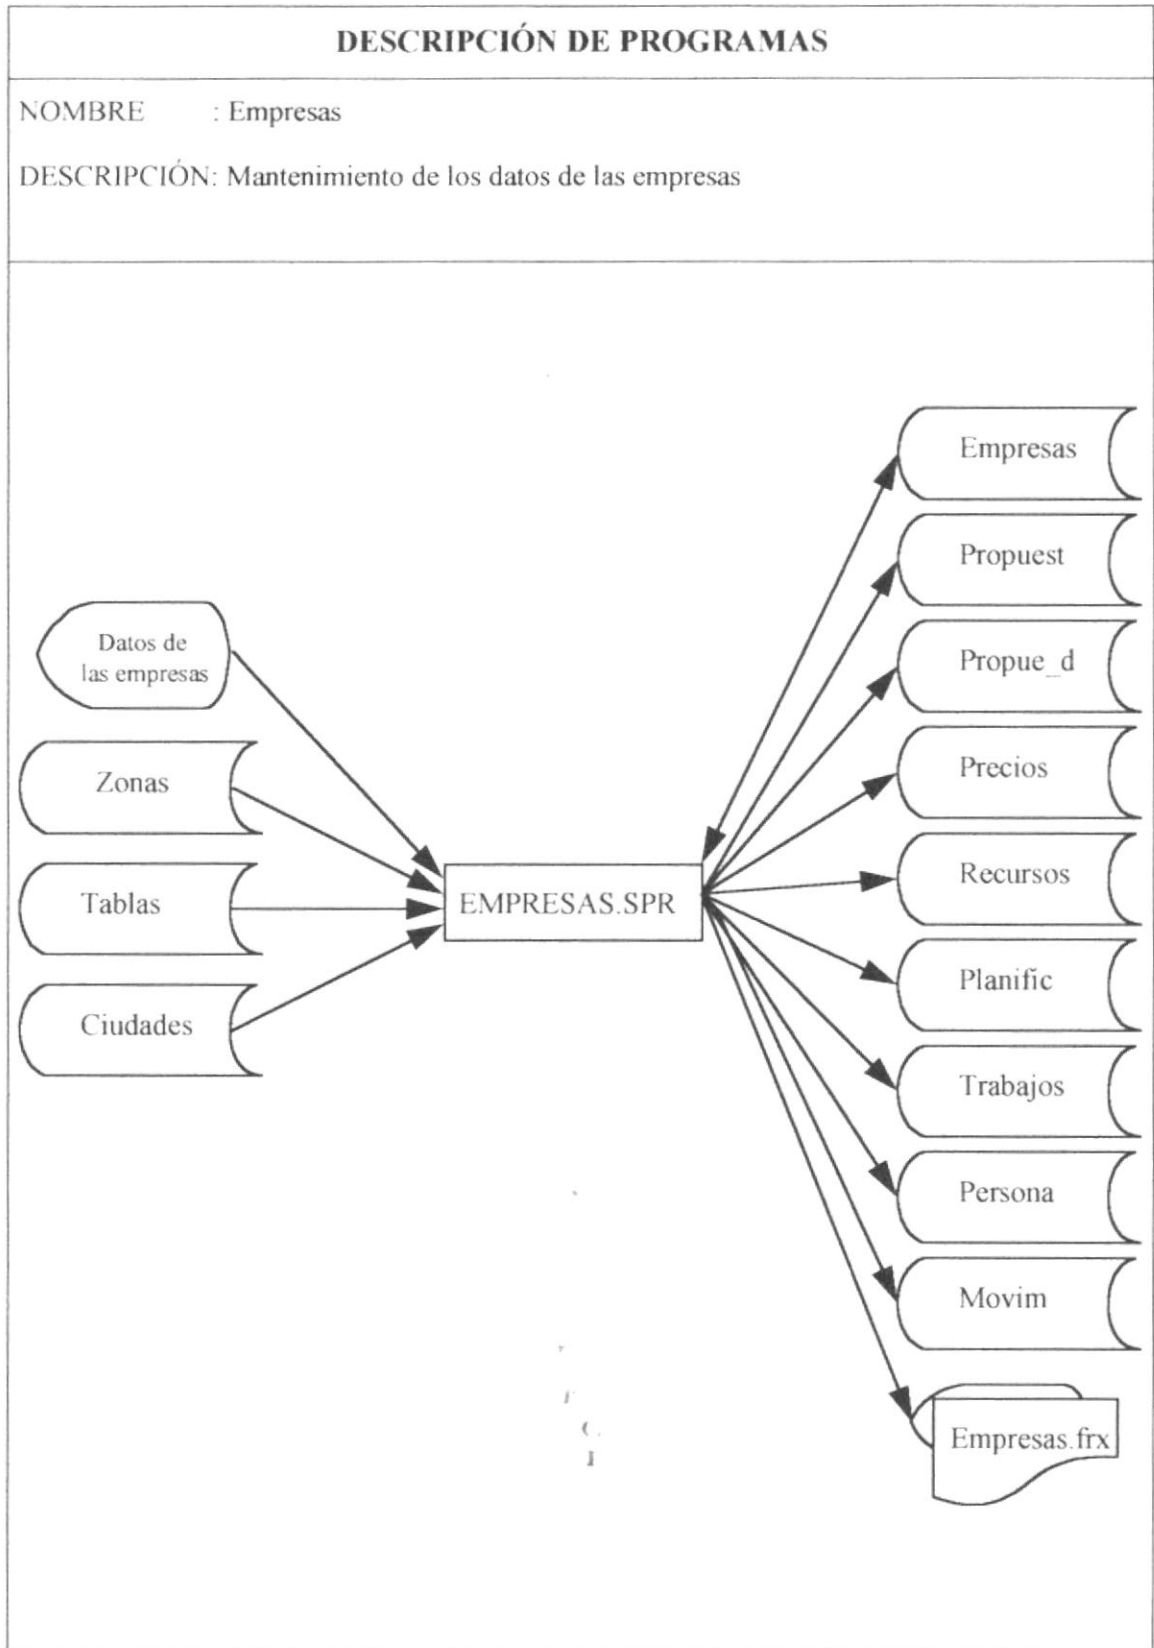 DESCRIPCIÓN DE PROGRAMAS
NOMBRE : Empresas
DESCRIPCIÓN: Mantenimiento de los datos de las empresas
Datos de
las empresas
Zonas
Tablas
Ciudades
EMPRESAS.SPR
Empresas
Propuest
Propue_d
Precios
Recursos
Planific
Trabajos
Persona
Movim
Empresas.frx